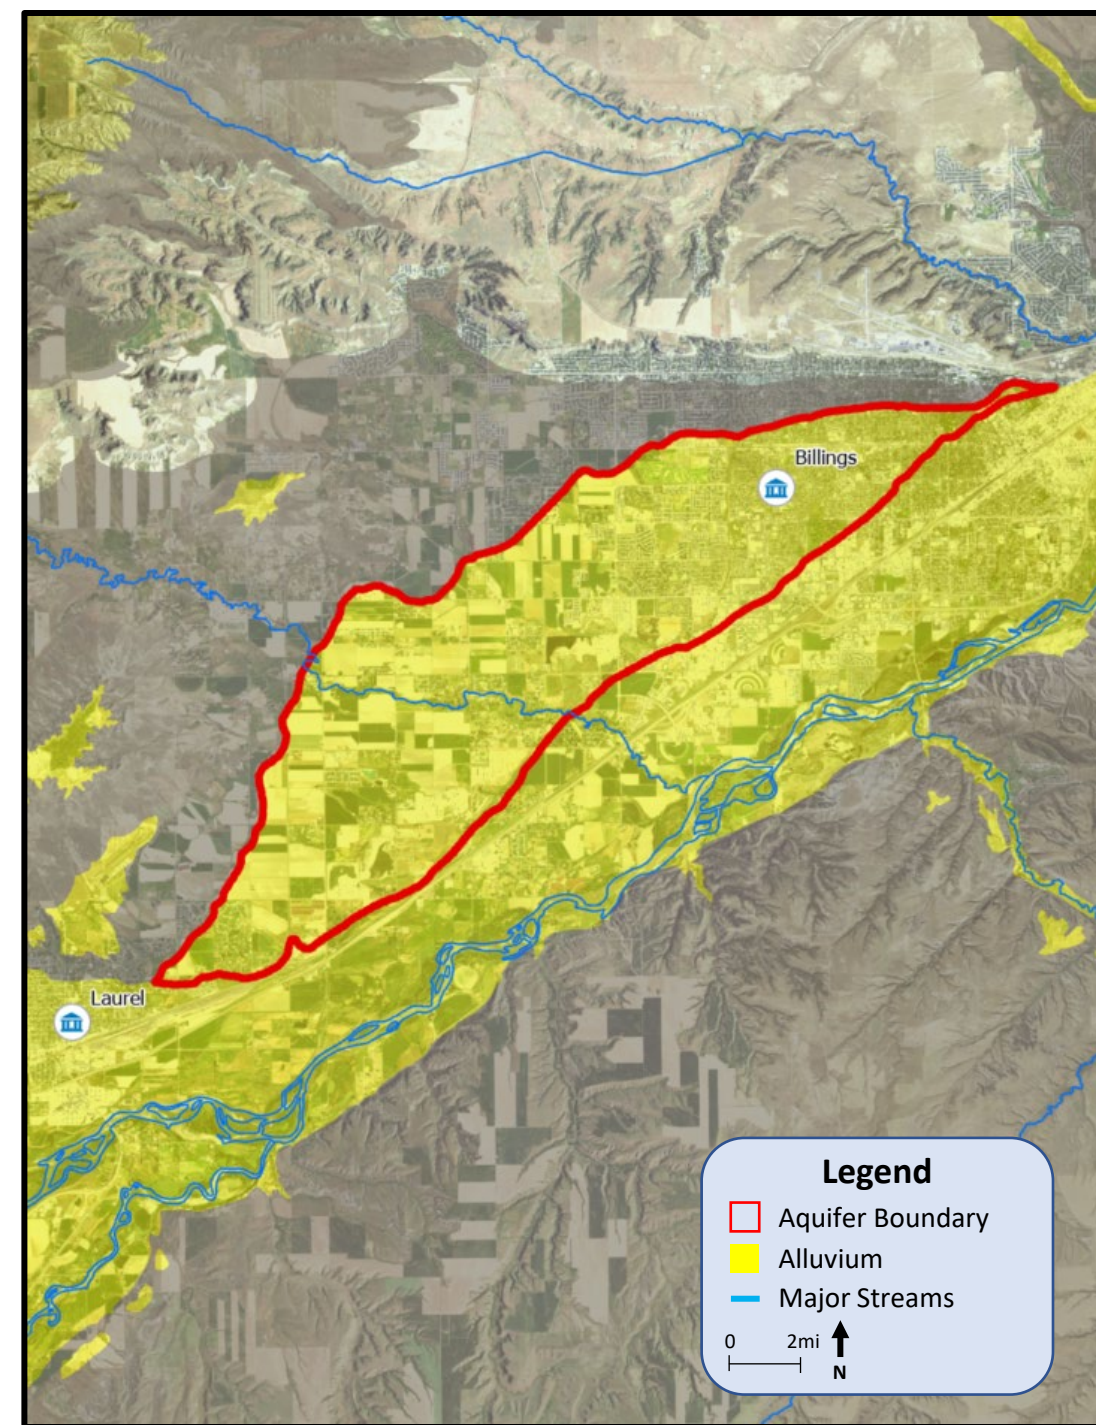 Billings
Laurel
Legend
Aquifer Boundary
Alluvium
Major Streams
0 2mi
N